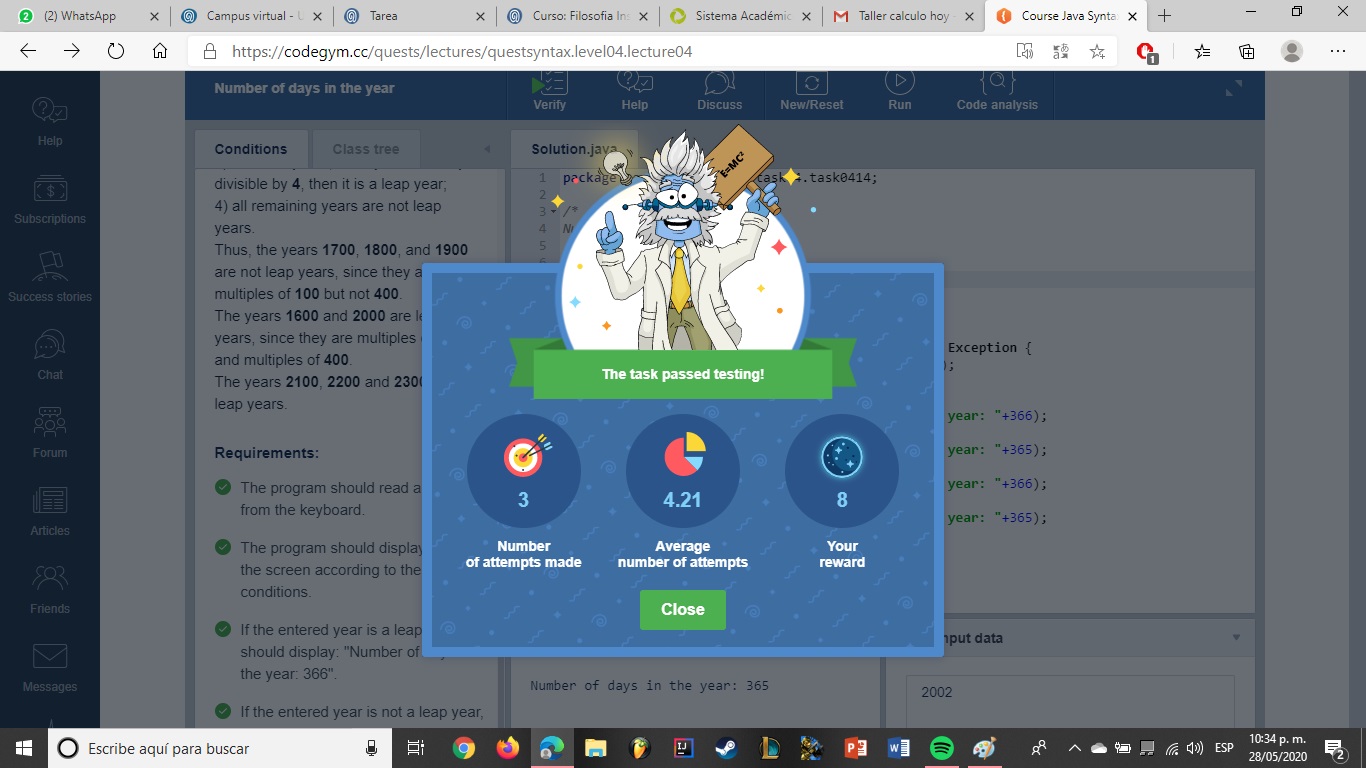 (2) WhatsApp
Campus virtual - U
Tarea
Curso: Filosofia Ins
Sistema Académic
Taller calculo hoy -
Course Java Synta
https://codegym.cc/quests/lectures/questsyntax.level04.lecture04
1
Number of days in the year
Verify
Help
Discuss
New/Reset
Run
Code analysis
Help
Subscriptions
Success stories
Chat
Forum
Articles
Friends
Messages
Conditions
Class tree
divisible by 4, then it is a leap year;
4) all remaining years are not leap
years.
Thus, the years 1700, 1800, and 1900
are not leap years, since they a
multiples of 100 but not 400.
The years 1600 and 2000 are le
years, since they are multiples
and multiples of 400.
The years 2100, 2200 and 2300
leap years.
Requirements:
The program should read a
from the keyboard.
The program should display
the screen according to the
conditions.
If the entered year is a leap
should display: "Number of
the year: 366".
If the entered year is not a leap year,
Solution.java
1 package 4.task0414;
2
3 /*
4
5
Exception {
);
year: "+366);
year: "+365);
year: "+366);
year: "+365);
E=MC²
The task passed testing!
3
Number
of attempts made
4.21
Average
number of attempts
8
Your
reward
Close
Number of days in the year: 365
nput data
2002
Escribe aquí para buscar
ESP
10:34 p. m.
28/05/2020
2